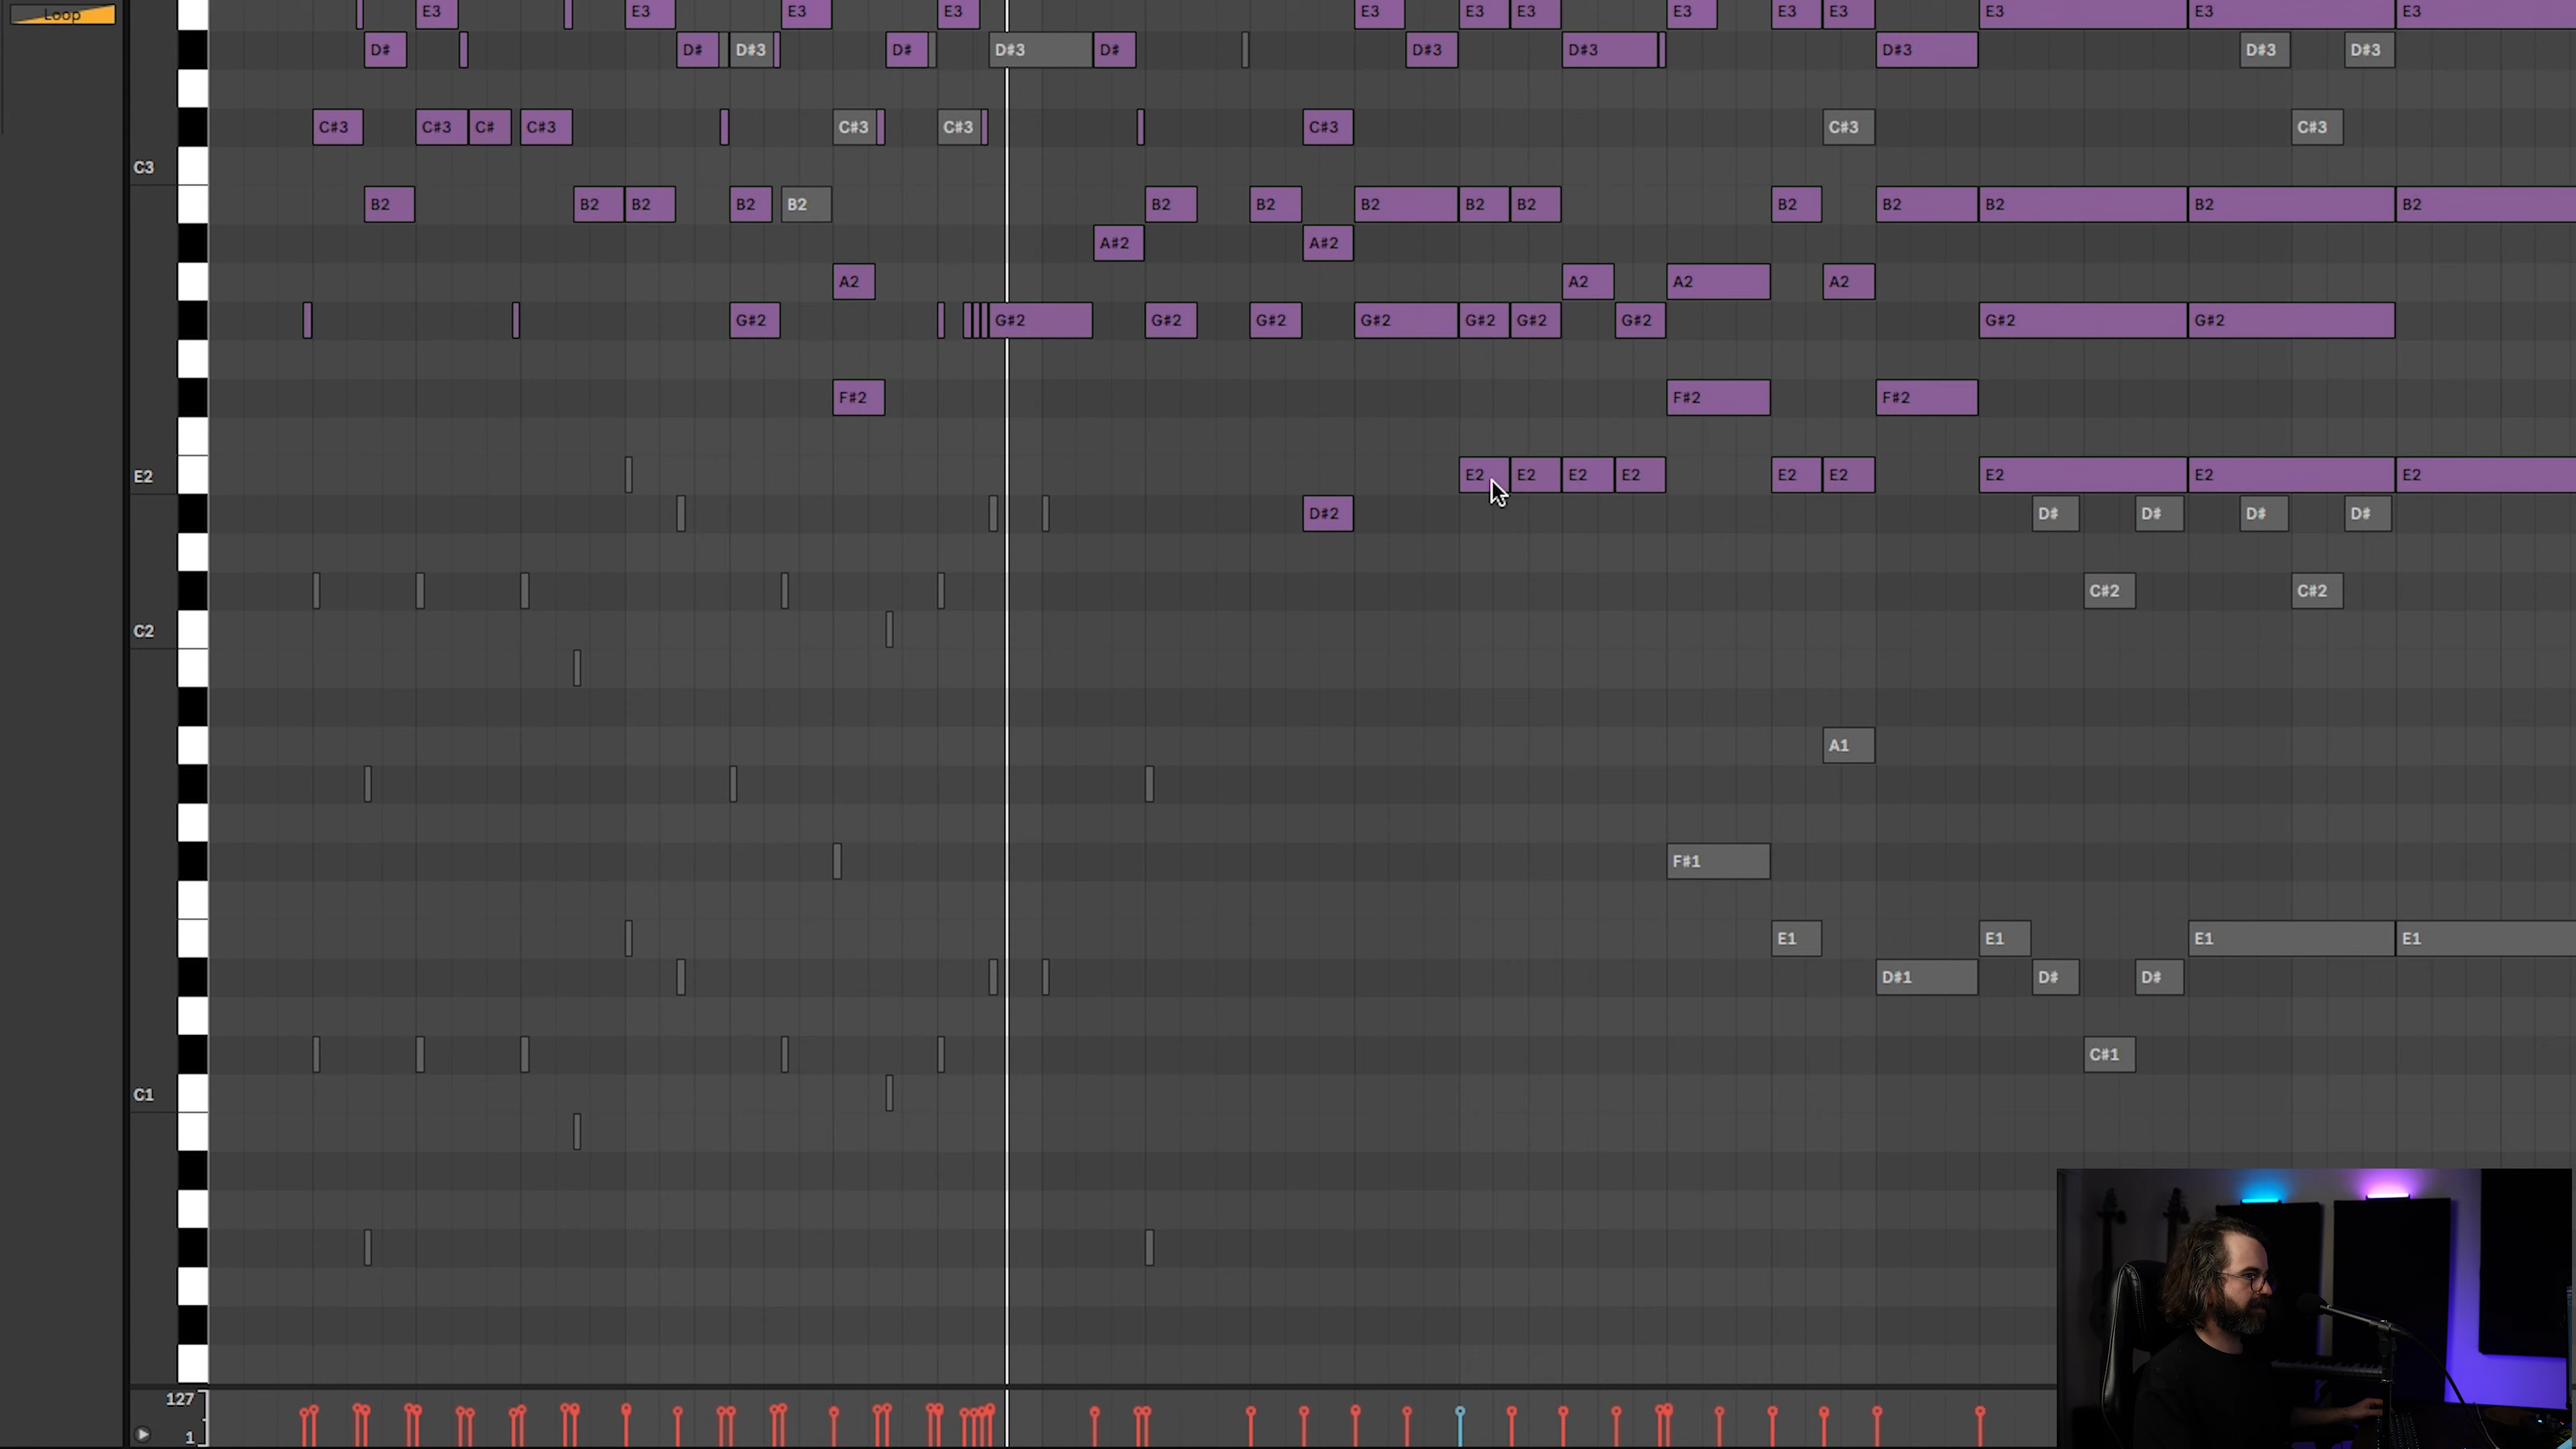 Loop
E3 E3 E3 E3 E3 E3 E3 E3 E3 E3 E3 E3 E3
D# D# D#3 D# D#3 D# D#3 D#3 D#3 D#3 D#3
C#3 C#3 C# C#3 C#3 C#3 C#3 C#3 C#3
C3
B2 B2 B2 B2 B2 B2 B2 B2 B2 B2 B2 B2 B2 B2 B2
A#2 A#2
A2 A2 A2 A2
G#2 G#2 G#2 G#2 G#2 G#2 G#2 G#2 G#2 G#2
F#2 F#2 F#2
E2 E2 E2 E2 E2 E2 E2 E2 E2 E2
D#2 D# D# D# D#
C#2 C#2
C2
A1
F#1
E1 E1 E1 E1
D#1 D# D#
C#1
C1
127
1